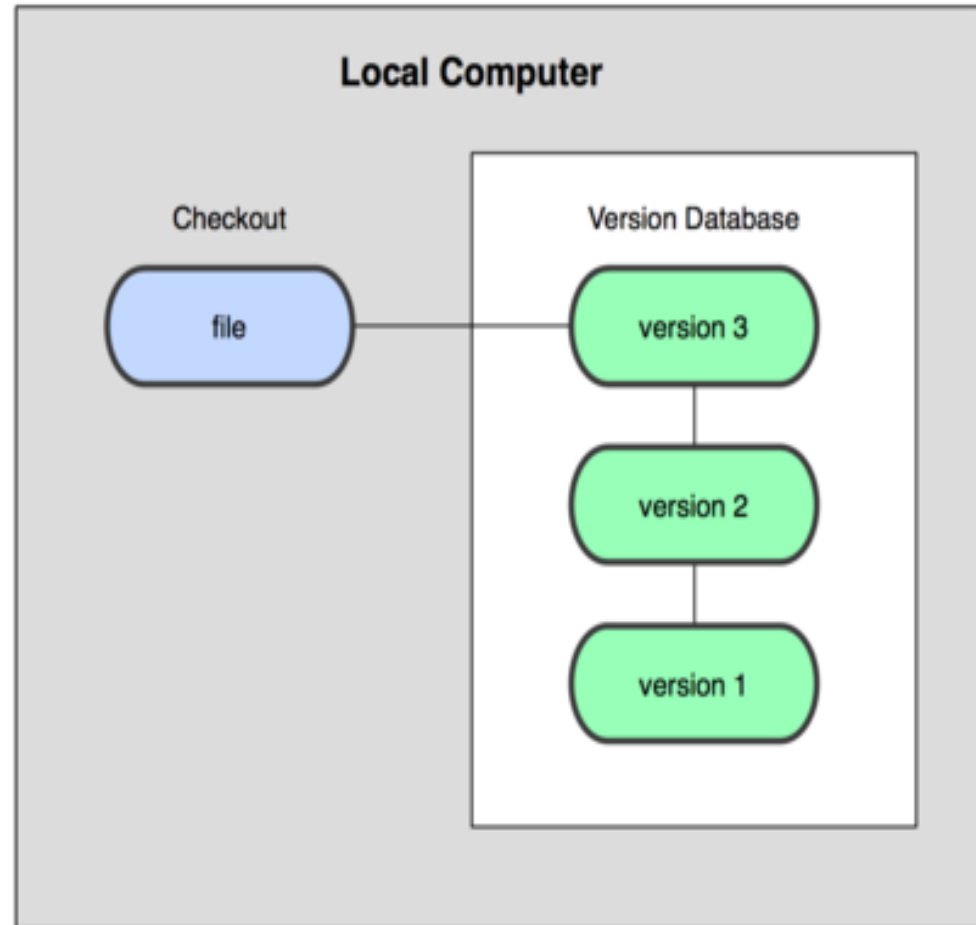 Local Computer
Checkout
Version Database
file
version 3
version 2
version 1